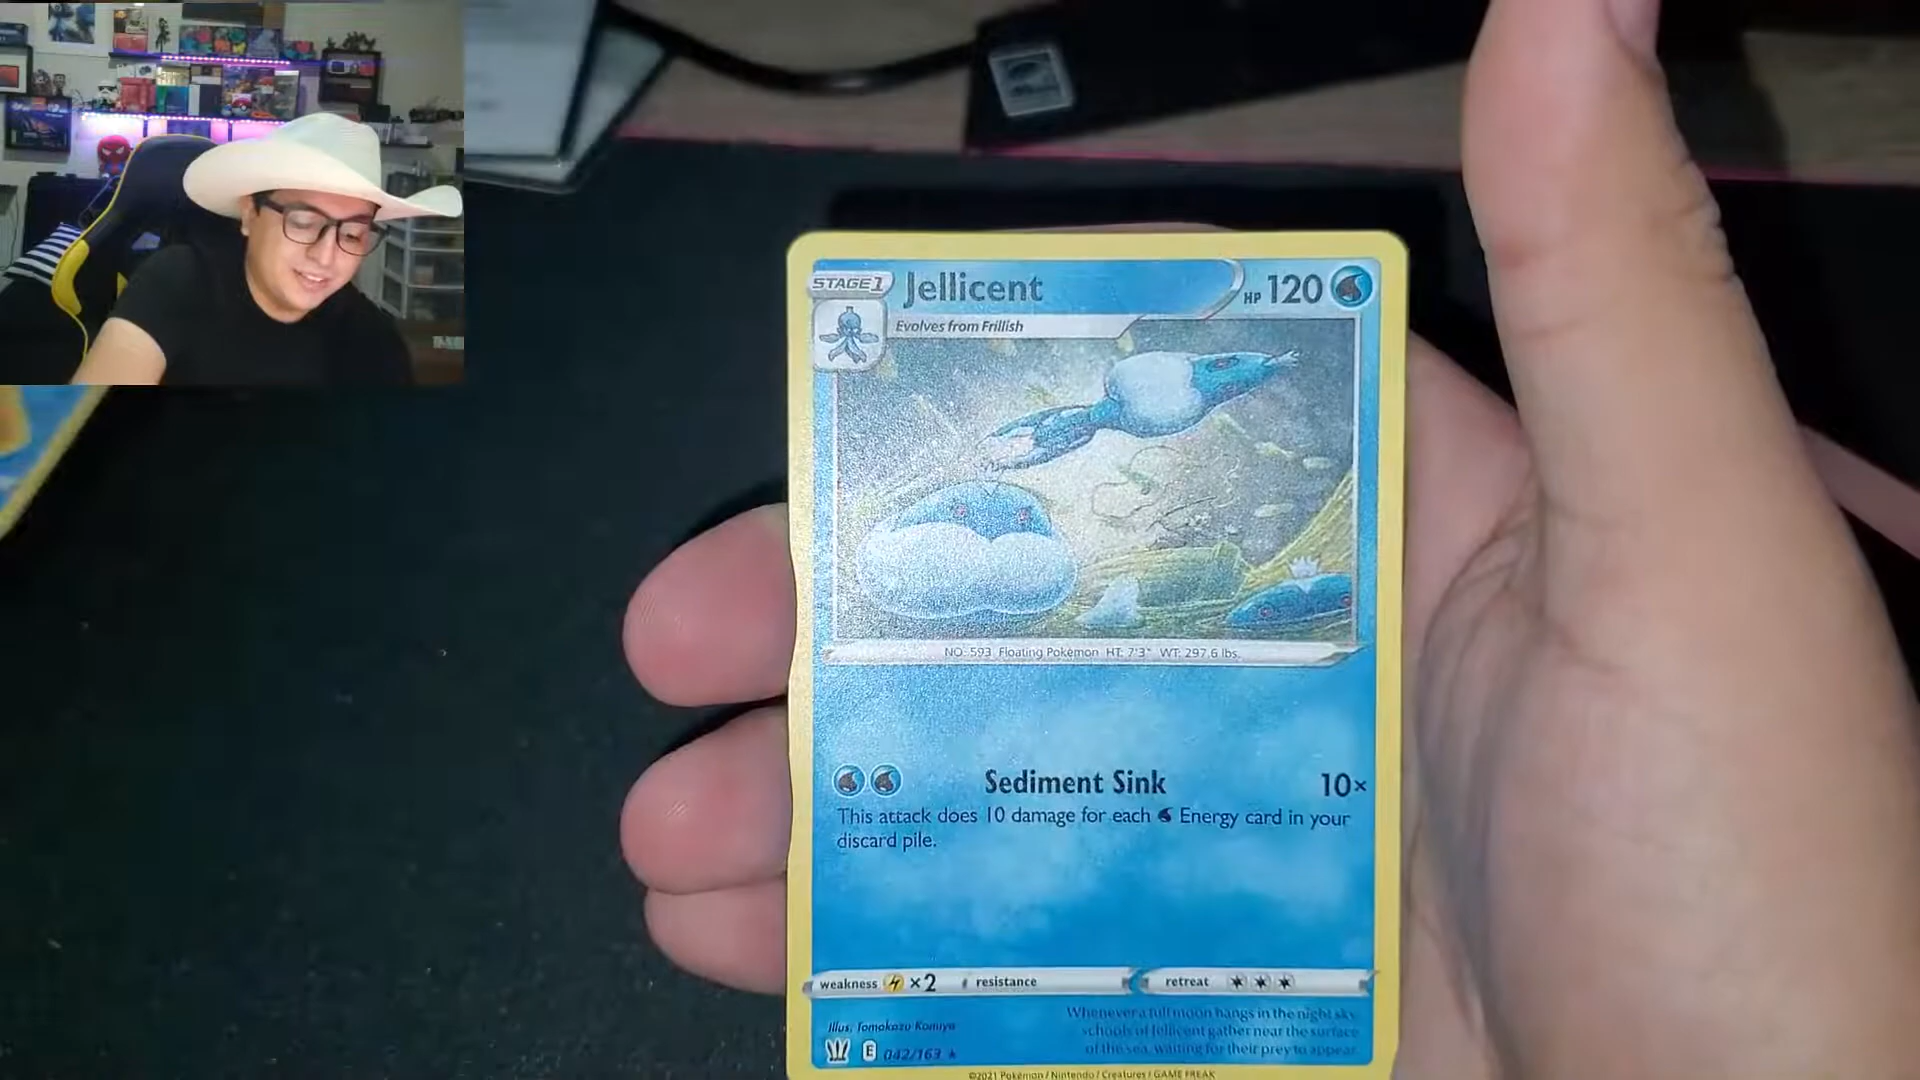 STAGE 1
Jellicent
HP 120
Evolves from Frillish
NO. 593 Floating Pokémon HT: 7'3" WT: 297.6 lbs.
Sediment Sink 10×
This attack does 10 damage for each Energy card in your
discard pile.
weakness ×2 resistance retreat
Illus. Tomokazu Komiya
Whenever a full moon hangs in the night sky,
schools of Jellicent gather near the surface
of the sea, waiting for their prey to appear.
E 042/163 ★
©2021 Pokémon / Nintendo / Creatures / GAME FREAK